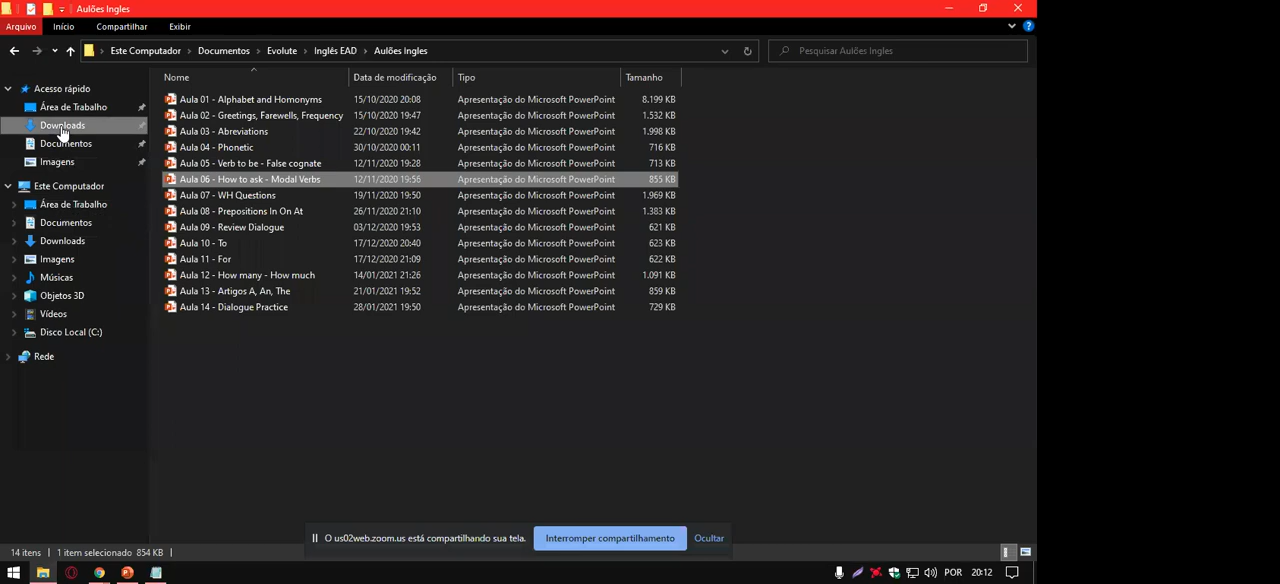 Aulões Ingles
Arquivo Início Compartilhar Exibir
Este Computador Documentos Evolute Inglês EAD Aulões Ingles
Pesquisar Aulões Ingles
Nome Data de modificação Tipo Tamanho
Acesso rápido
Área de Trabalho
Downloads
Documentos
Imagens
Este Computador
Área de Trabalho
Documentos
Downloads
Imagens
Músicas
Objetos 3D
Vídeos
Disco Local (C:)
Rede
Aula 01 - Alphabet and Homonyms 15/10/2020 20:08 Apresentação do Microsoft PowerPoint 8.199 KB
Aula 02 - Greetings, Farewells, Frequency 15/10/2020 19:47 Apresentação do Microsoft PowerPoint 1.532 KB
Aula 03 - Abreviations 22/10/2020 19:42 Apresentação do Microsoft PowerPoint 1.998 KB
Aula 04 - Phonetic 30/10/2020 00:11 Apresentação do Microsoft PowerPoint 716 KB
Aula 05 - Verb to be - False cognate 12/11/2020 19:28 Apresentação do Microsoft PowerPoint 713 KB
Aula 06 - How to ask - Modal Verbs 12/11/2020 19:56 Apresentação do Microsoft PowerPoint 855 KB
Aula 07 - WH Questions 19/11/2020 19:50 Apresentação do Microsoft PowerPoint 1.969 KB
Aula 08 - Prepositions In On At 26/11/2020 21:10 Apresentação do Microsoft PowerPoint 1.383 KB
Aula 09 - Review Dialogue 03/12/2020 19:53 Apresentação do Microsoft PowerPoint 621 KB
Aula 10 - To 17/12/2020 20:40 Apresentação do Microsoft PowerPoint 623 KB
Aula 11 - For 17/12/2020 21:09 Apresentação do Microsoft PowerPoint 622 KB
Aula 12 - How many - How much 14/01/2021 21:26 Apresentação do Microsoft PowerPoint 1.091 KB
Aula 13 - Artigos A, An, The 21/01/2021 19:52 Apresentação do Microsoft PowerPoint 859 KB
Aula 14 - Dialogue Practice 28/01/2021 19:50 Apresentação do Microsoft PowerPoint 729 KB
O us02web.zoom.us está compartilhando sua tela. Interromper compartilhamento Ocultar
14 itens 1 item selecionado 854 KB
POR 20:12